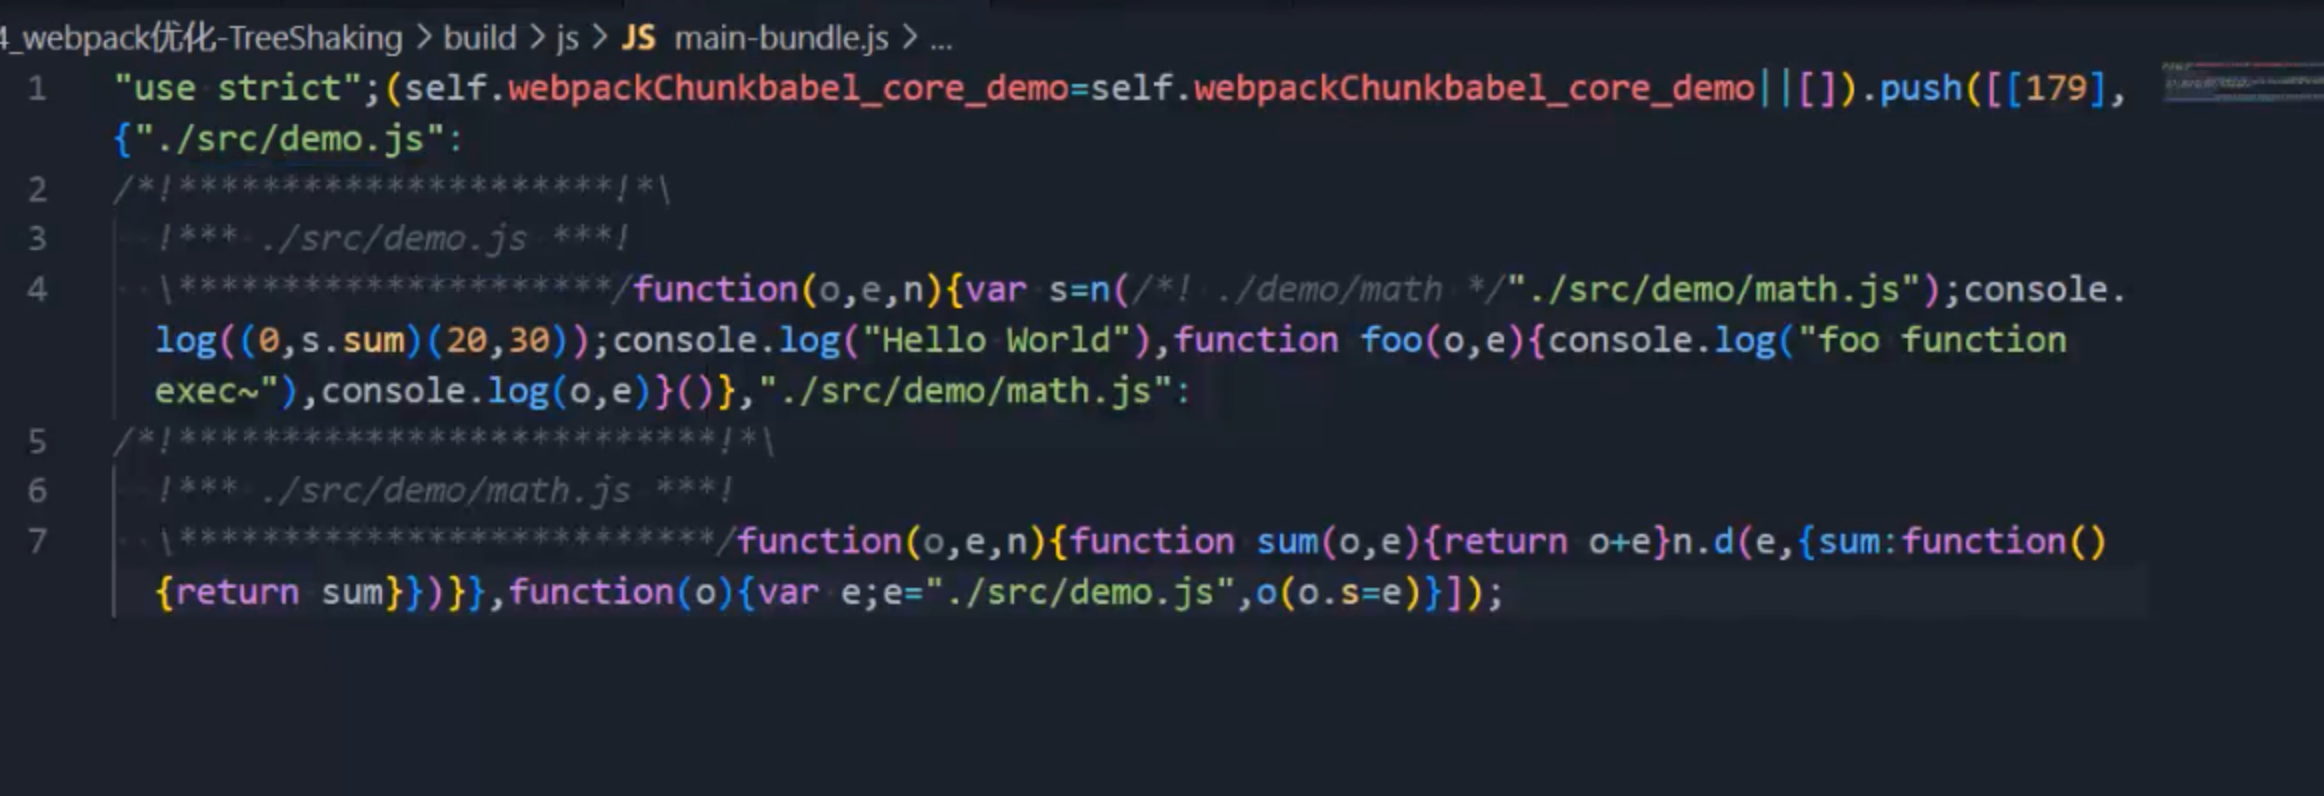 4_webpack优化-TreeShaking > build > js > JS main-bundle.js > ...
1 "use strict";(self.webpackChunkbabel_core_demo=self.webpackChunkbabel_core_demo||[]).push([[179],
{"./src/demo.js":
2 /*!*********************!*\
3 !*** ./src/demo.js ***!
4 \*********************/function(o,e,n){var s=n(/*! ./demo/math */"./src/demo/math.js");console.
log((0,s.sum)(20,30));console.log("Hello World"),function foo(o,e){console.log("foo function
exec~"),console.log(o,e)}()},"./src/demo/math.js":
5 /*!**************************!*\
6 !*** ./src/demo/math.js ***!
7 \**************************/function(o,e,n){function sum(o,e){return o+e}n.d(e,{sum:function()
{return sum}})}},function(o){var e;e="./src/demo.js",o(o.s=e)}]);